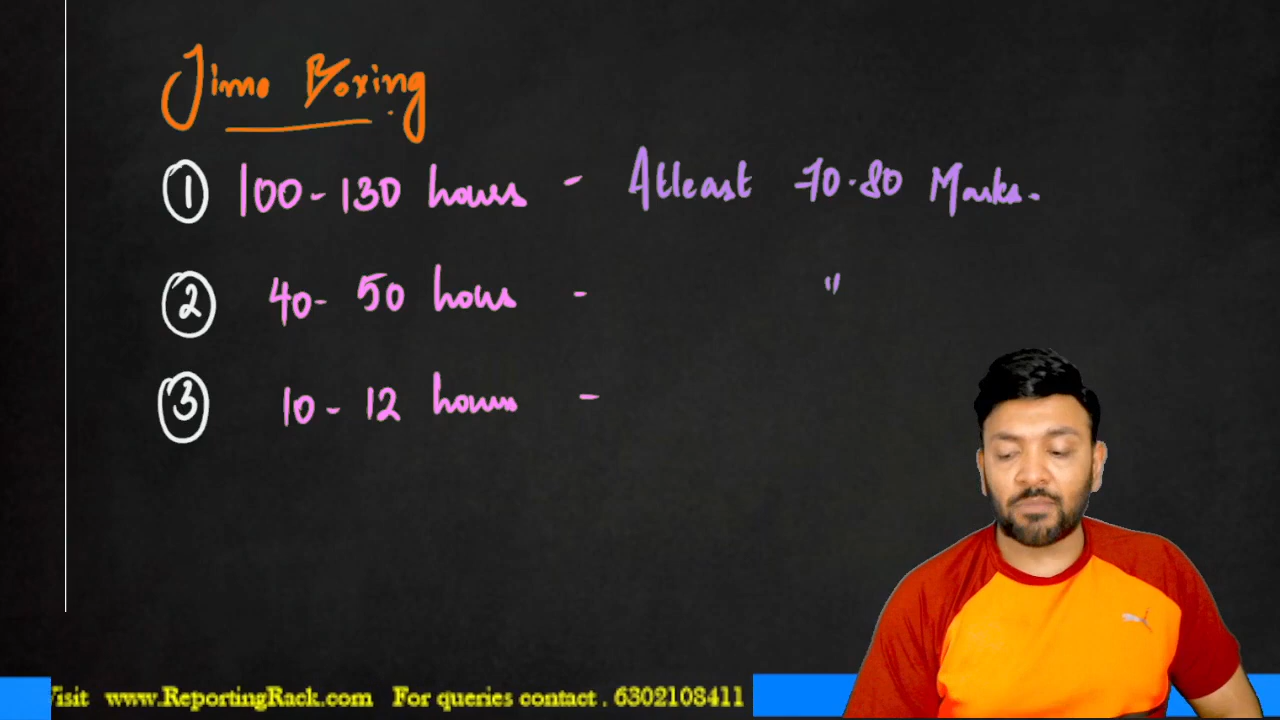 Time Boxing
① 100-130 hours - Atleast 70-80 Marks.
② 40-50 hours - "
③ 10-12 hours -
Visit www.ReportingRack.com For queries contact . 6302108411